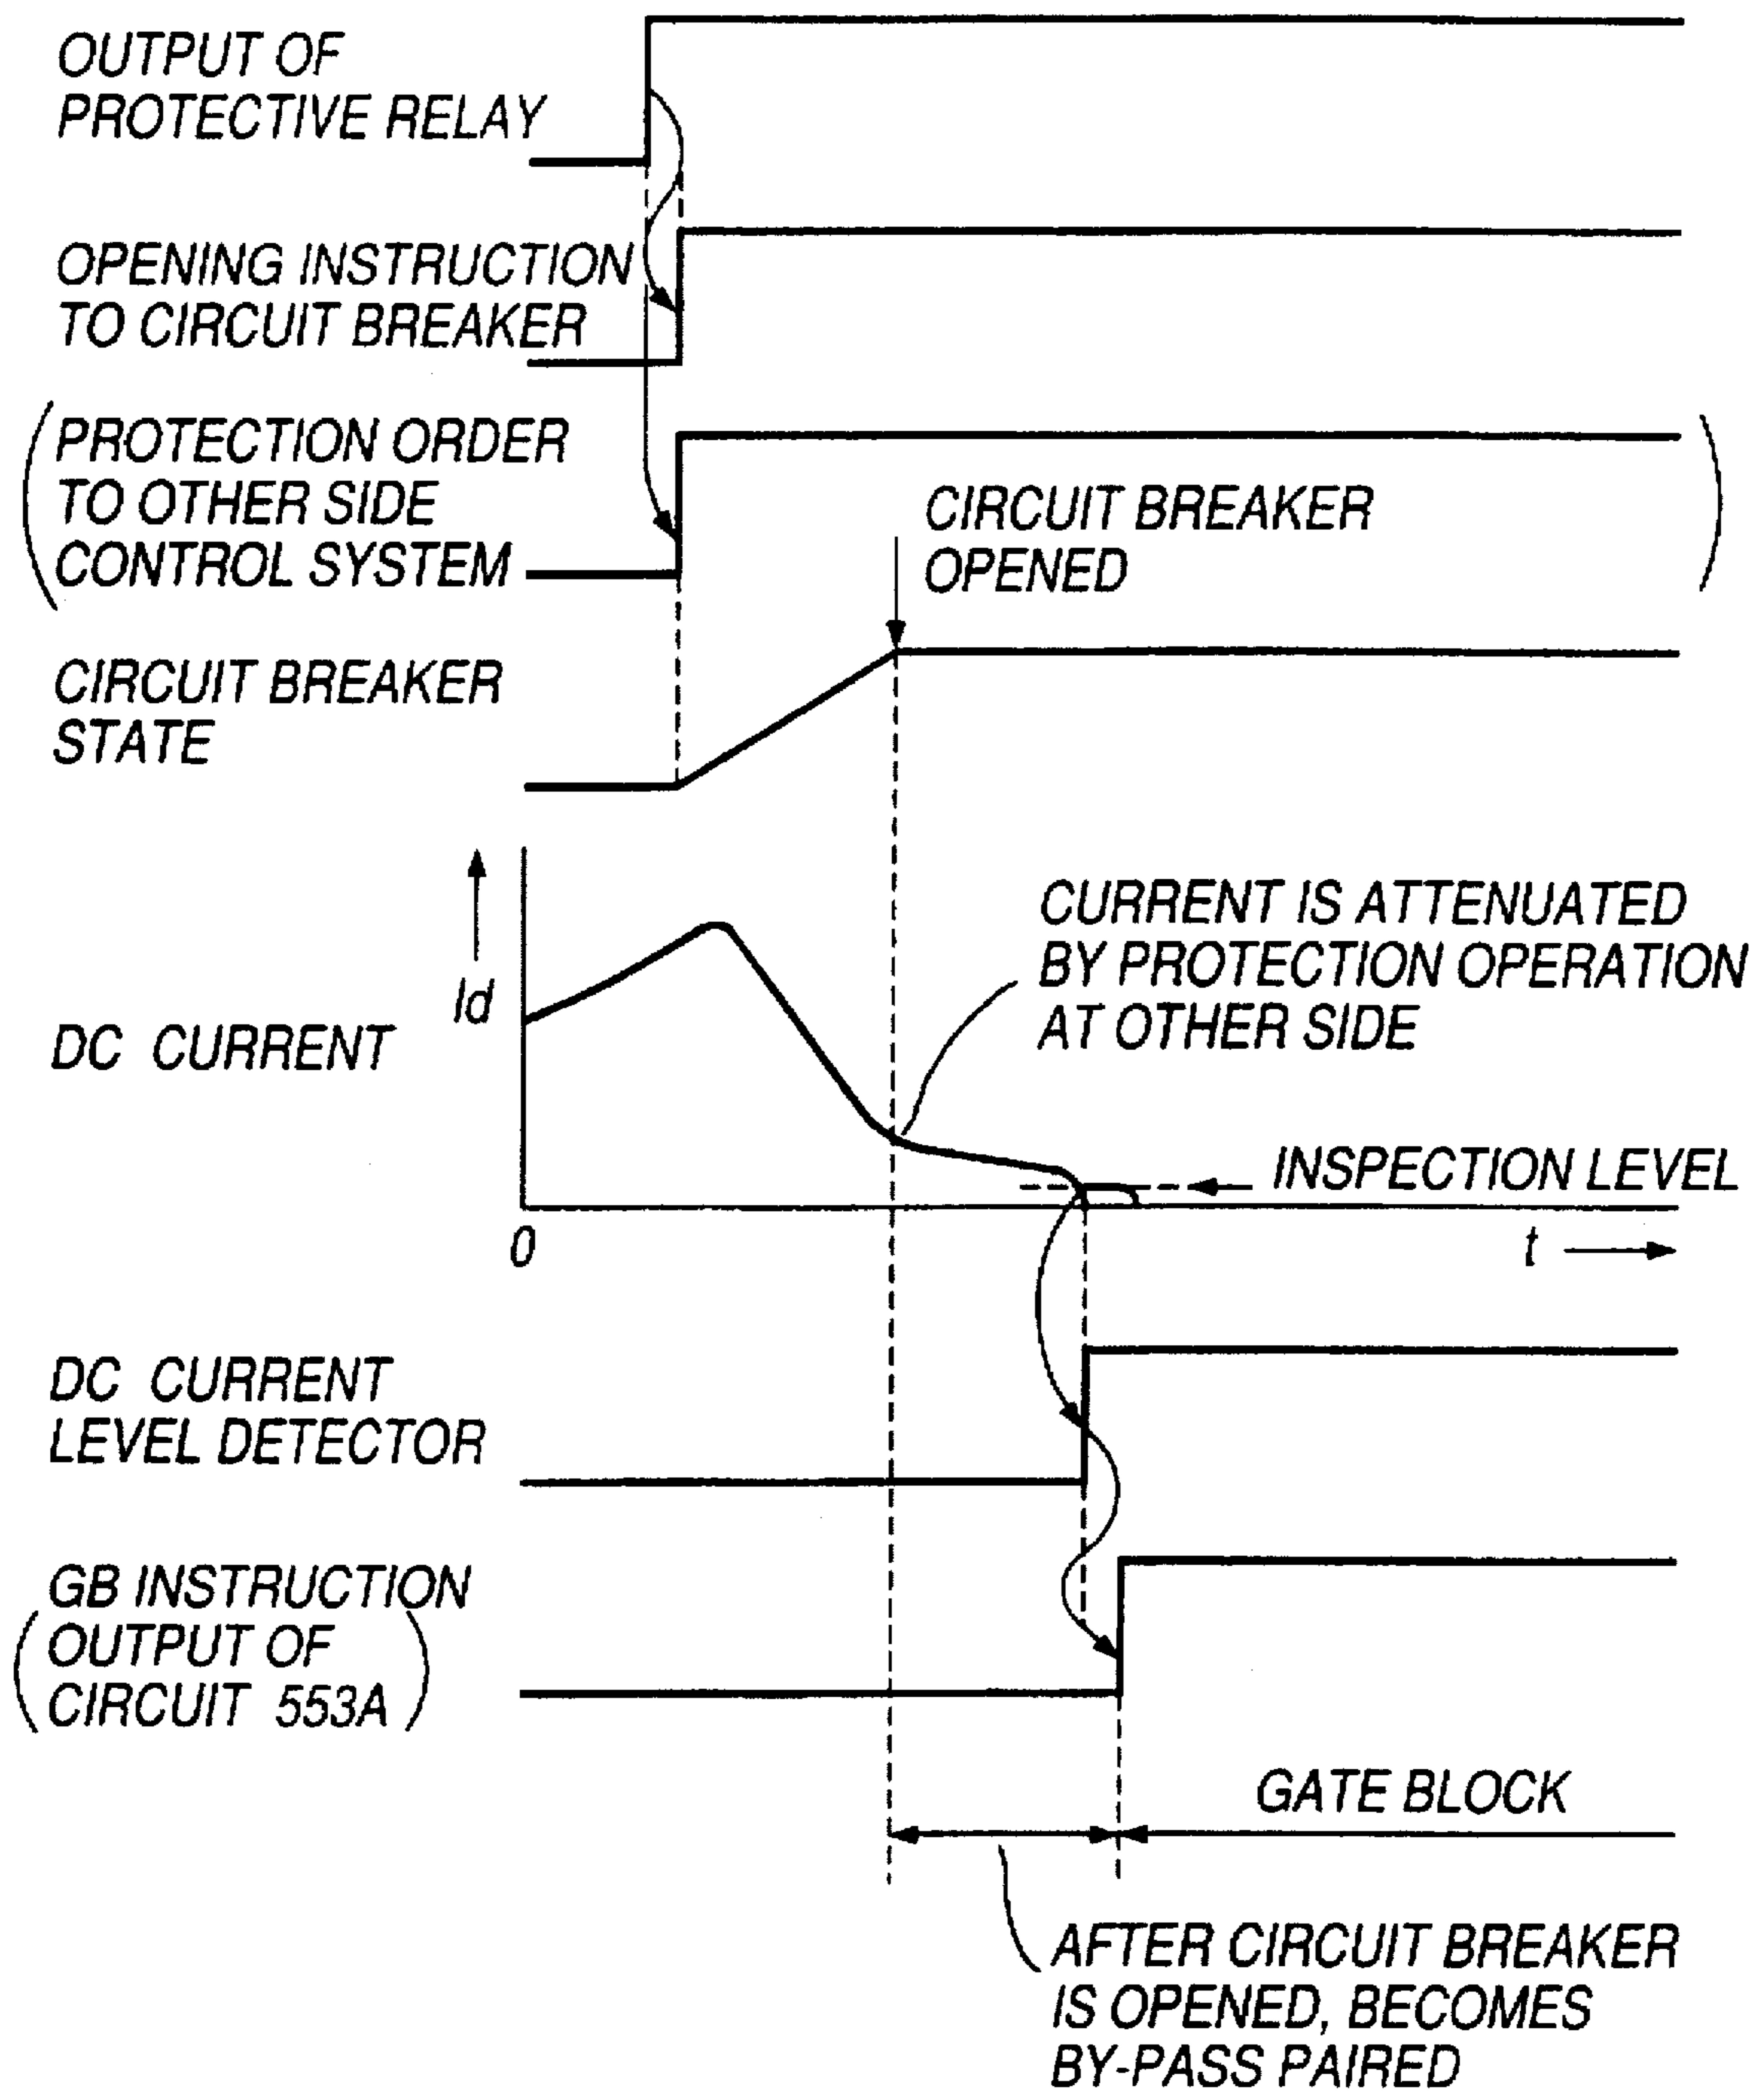 OUTPUT OF
PROTECTIVE RELAY
OPENING INSTRUCTION
TO CIRCUIT BREAKER
PROTECTION ORDER
TO OTHER SIDE
CONTROL SYSTEM
CIRCUIT BREAKER
OPENED
CIRCUIT BREAKER
STATE
CURRENT IS ATTENUATED
BY PROTECTION OPERATION
AT OTHER SIDE
Id
DC CURRENT
INSPECTION LEVEL
0
t
DC CURRENT
LEVEL DETECTOR
GB INSTRUCTION
(OUTPUT OF
CIRCUIT 553A)
GATE BLOCK
AFTER CIRCUIT BREAKER
IS OPENED, BECOMES
BY-PASS PAIRED